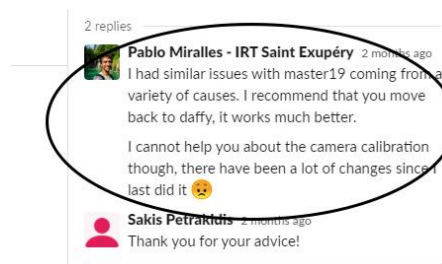 2 replies
Pablo Miralles - IRT Saint Exupéry 2 months ago
I had similar issues with master19 coming from a
variety of causes. I recommend that you move
back to daffy, it works much better.
I cannot help you about the camera calibration
though, there have been a lot of changes since I
last did it
Sakis Petrakidis 2 months ago
Thank you for your advice!